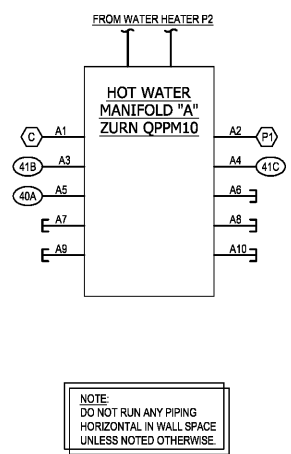 FROM WATER HEATER P2
HOT WATER
MANIFOLD "A"
ZURN QPPM10
C A1 A2 P1
41B A3 A4 41C
40A A5 A6
A7 A8
A9 A10
NOTE:
DO NOT RUN ANY PIPING
HORIZONTAL IN WALL SPACE
UNLESS NOTED OTHERWISE.